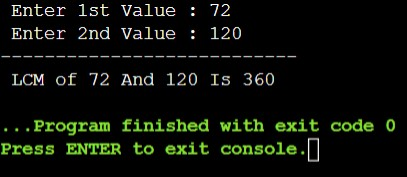 Enter 1st Value : 72
Enter 2nd Value : 120
---------------------------
LCM of 72 And 120 Is 360
...Program finished with exit code 0
Press ENTER to exit console.